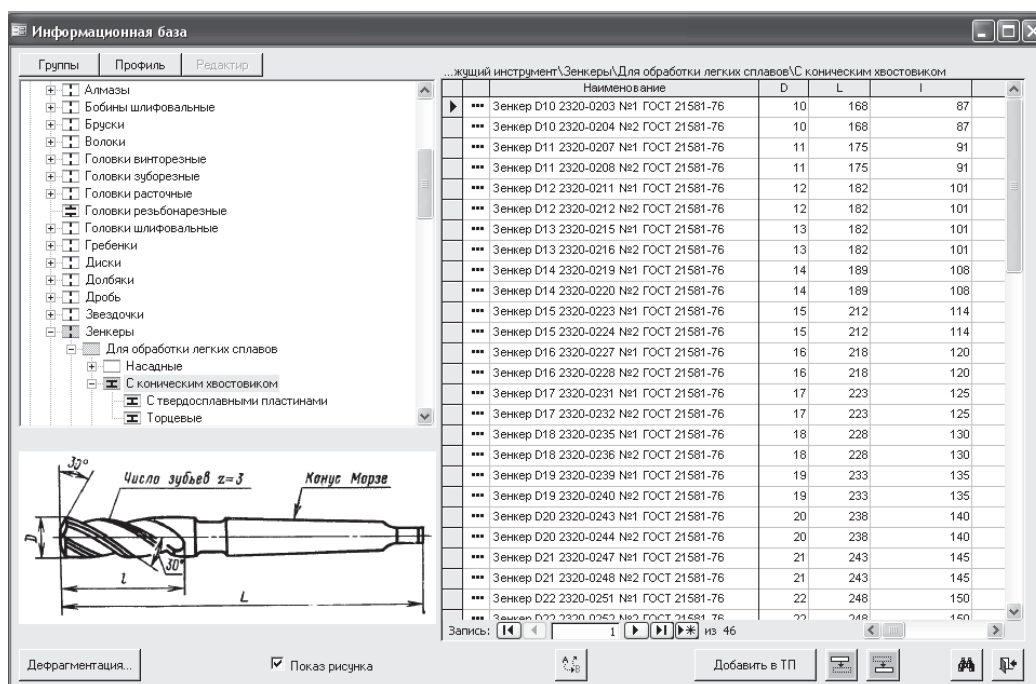 Информационная база
Группы Профиль Редактир
Алмазы
Бобины шлифовальные
Бруски
Волоки
Головки винторезные
Головки зуборезные
Головки расточные
Головки резьбонарезные
Головки шлифовальные
Гребенки
Диски
Долбяки
Дробь
Звездочки
Зенкеры
Для обработки легких сплавов
Насадные
С коническим хвостовиком
С твердосплавными пластинами
Торцевые
30°
Число зубьев z=3
Конус Морзе
D
30°
l
L
...жущий инструмент\Зенкеры\Для обработки легких сплавов\С коническим хвостовиком
Наименование D L l
Зенкер D10 2320-0203 №1 ГОСТ 21581-76 10 168 87
Зенкер D10 2320-0204 №2 ГОСТ 21581-76 10 168 87
Зенкер D11 2320-0207 №1 ГОСТ 21581-76 11 175 91
Зенкер D11 2320-0208 №2 ГОСТ 21581-76 11 175 91
Зенкер D12 2320-0211 №1 ГОСТ 21581-76 12 182 101
Зенкер D12 2320-0212 №2 ГОСТ 21581-76 12 182 101
Зенкер D13 2320-0215 №1 ГОСТ 21581-76 13 182 101
Зенкер D13 2320-0216 №2 ГОСТ 21581-76 13 182 101
Зенкер D14 2320-0219 №1 ГОСТ 21581-76 14 189 108
Зенкер D14 2320-0220 №2 ГОСТ 21581-76 14 189 108
Зенкер D15 2320-0223 №1 ГОСТ 21581-76 15 212 114
Зенкер D15 2320-0224 №2 ГОСТ 21581-76 15 212 114
Зенкер D16 2320-0227 №1 ГОСТ 21581-76 16 218 120
Зенкер D16 2320-0228 №2 ГОСТ 21581-76 16 218 120
Зенкер D17 2320-0231 №1 ГОСТ 21581-76 17 223 125
Зенкер D17 2320-0232 №2 ГОСТ 21581-76 17 223 125
Зенкер D18 2320-0235 №1 ГОСТ 21581-76 18 228 130
Зенкер D18 2320-0236 №2 ГОСТ 21581-76 18 228 130
Зенкер D19 2320-0239 №1 ГОСТ 21581-76 19 233 135
Зенкер D19 2320-0240 №2 ГОСТ 21581-76 19 233 135
Зенкер D20 2320-0243 №1 ГОСТ 21581-76 20 238 140
Зенкер D20 2320-0244 №2 ГОСТ 21581-76 20 238 140
Зенкер D21 2320-0247 №1 ГОСТ 21581-76 21 243 145
Зенкер D21 2320-0248 №2 ГОСТ 21581-76 21 243 145
Зенкер D22 2320-0251 №1 ГОСТ 21581-76 22 248 150
Зенкер D22 2320-0252 №2 ГОСТ 21581-76 22 248 150
Запись: 1 из 46
Дефрагментация... Показ рисунка Добавить в ТП